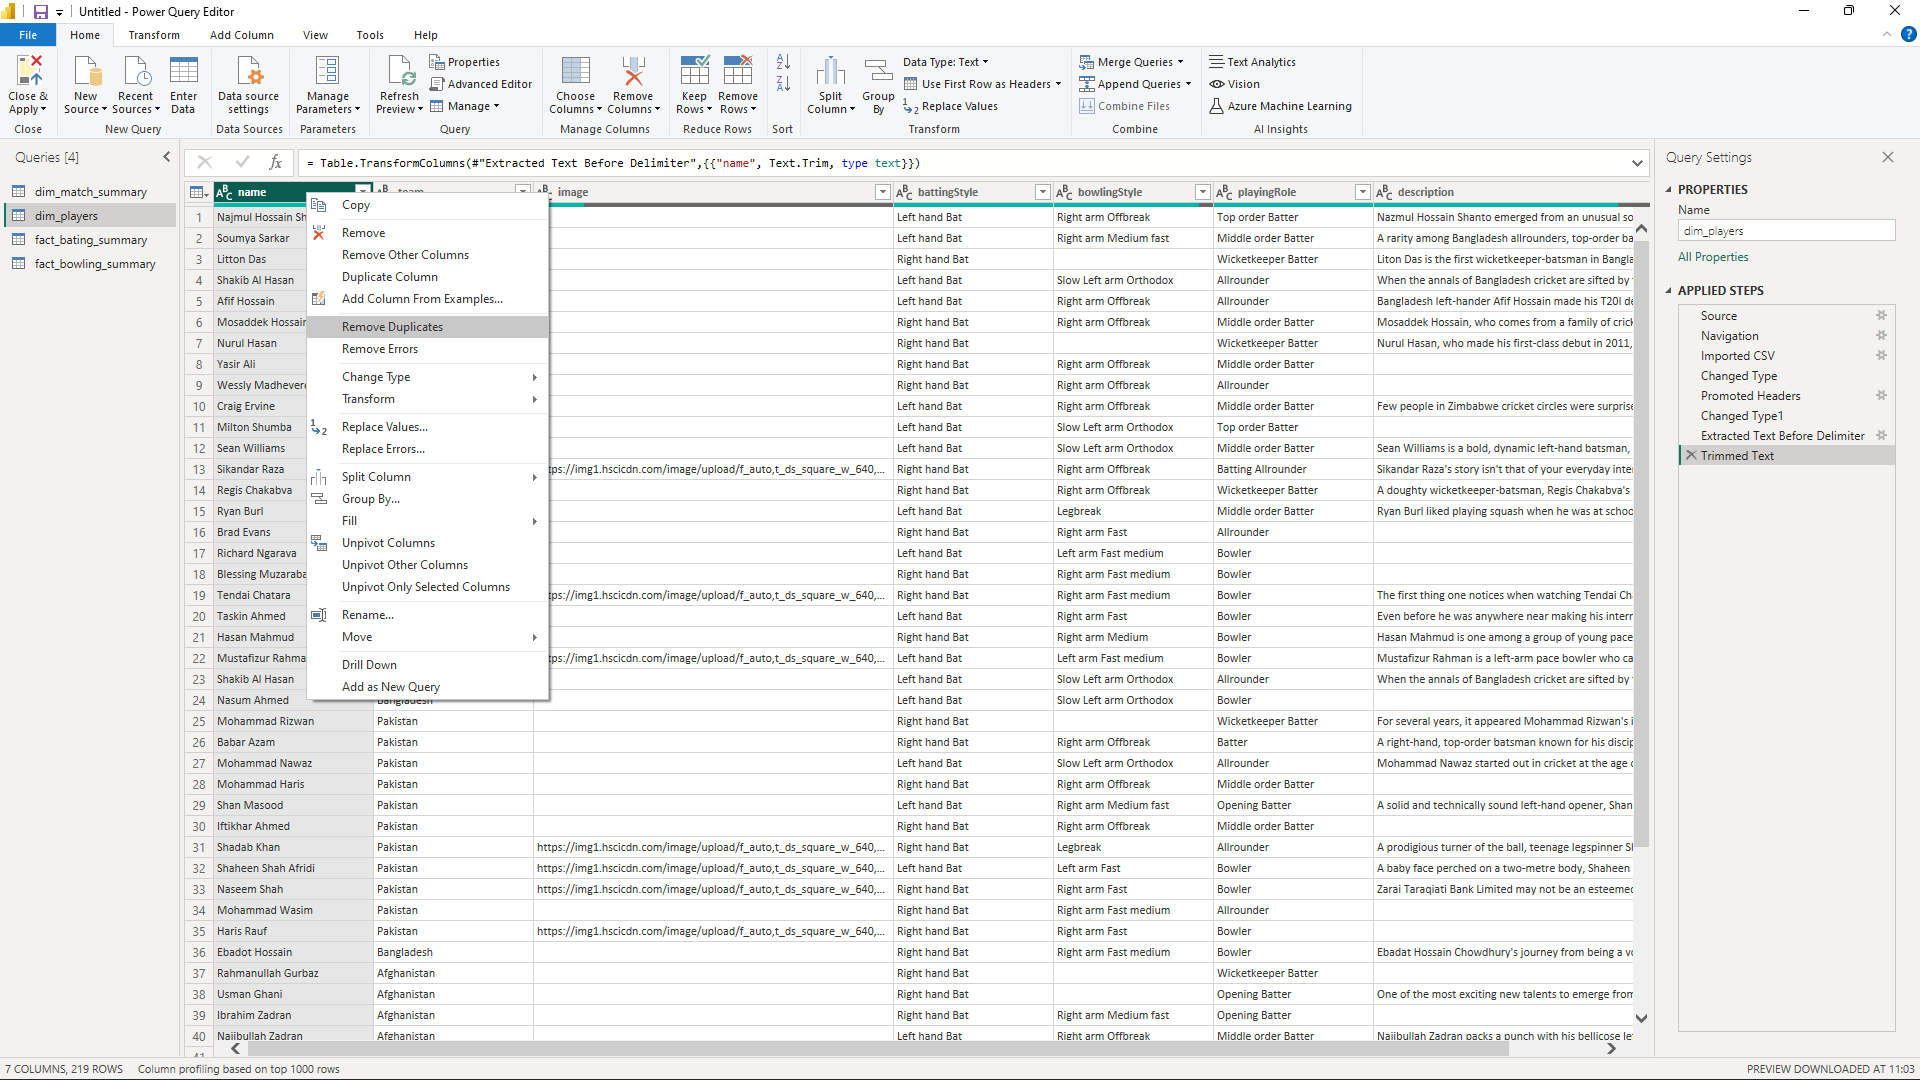 Untitled - Power Query Editor
File Home Transform Add Column View Tools Help
Close & Apply
New Source
Recent Sources
Enter Data
Data source settings
Manage Parameters
Refresh Preview
Properties
Advanced Editor
Manage
Choose Columns
Remove Columns
Keep Rows
Remove Rows
Split Column
Group By
Data Type: Text
Use First Row as Headers
Replace Values
Merge Queries
Append Queries
Combine Files
Text Analytics
Vision
Azure Machine Learning
Close New Query Data Sources Parameters Query Manage Columns Reduce Rows Sort Transform Combine AI Insights
Queries [4]
dim_match_summary
dim_players
fact_bating_summary
fact_bowling_summary
fx = Table.TransformColumns(#"Extracted Text Before Delimiter",{{"name", Text.Trim, type text}})
name team image battingStyle bowlingStyle playingRole description
1 Najmul Hossain Sh Left hand Bat Right arm Offbreak Top order Batter Nazmul Hossain Shanto emerged from an unusual so
2 Soumya Sarkar Left hand Bat Right arm Medium fast Middle order Batter A rarity among Bangladesh allrounders, top-order ba
3 Litton Das Right hand Bat Wicketkeeper Batter Liton Das is the first wicketkeeper-batsman in Bangla
4 Shakib Al Hasan Left hand Bat Slow Left arm Orthodox Allrounder When the annals of Bangladesh cricket are sifted by
5 Afif Hossain Left hand Bat Right arm Offbreak Allrounder Bangladesh left-hander Afif Hossain made his T20I de
6 Mosaddek Hossain Right hand Bat Right arm Offbreak Middle order Batter Mosaddek Hossain, who comes from a family of crick
7 Nurul Hasan Right hand Bat Wicketkeeper Batter Nurul Hasan, who made his first-class debut in 2011,
8 Yasir Ali Right hand Bat Right arm Offbreak Middle order Batter
9 Wessly Madhevere Right hand Bat Right arm Offbreak Allrounder
10 Craig Ervine Left hand Bat Right arm Offbreak Middle order Batter Few people in Zimbabwe cricket circles were surprise
11 Milton Shumba Left hand Bat Slow Left arm Orthodox Top order Batter
12 Sean Williams Left hand Bat Slow Left arm Orthodox Middle order Batter Sean Williams is a bold, dynamic left-hand batsman,
13 Sikandar Raza tps://img1.hscicdn.com/image/upload/f_auto,t_ds_square_w_640,... Right hand Bat Right arm Offbreak Batting Allrounder Sikandar Raza's story isn't that of your everyday inte
14 Regis Chakabva Right hand Bat Right arm Offbreak Wicketkeeper Batter A doughty wicketkeeper-batsman, Regis Chakabva's
15 Ryan Burl Left hand Bat Legbreak Middle order Batter Ryan Burl liked playing squash when he was at schoo
16 Brad Evans Right hand Bat Right arm Fast Allrounder
17 Richard Ngarava Left hand Bat Left arm Fast medium Bowler
18 Blessing Muzaraba Right hand Bat Right arm Fast medium Bowler
19 Tendai Chatara tps://img1.hscicdn.com/image/upload/f_auto,t_ds_square_w_640,... Right hand Bat Right arm Fast medium Bowler The first thing one notices when watching Tendai Ch
20 Taskin Ahmed Left hand Bat Right arm Fast Bowler Even before he was anywhere near making his interr
21 Hasan Mahmud Right hand Bat Right arm Medium Bowler Hasan Mahmud is one among a group of young pace
22 Mustafizur Rahma tps://img1.hscicdn.com/image/upload/f_auto,t_ds_square_w_640,... Left hand Bat Left arm Fast medium Bowler Mustafizur Rahman is a left-arm pace bowler who ca
23 Shakib Al Hasan Left hand Bat Slow Left arm Orthodox Allrounder When the annals of Bangladesh cricket are sifted by
24 Nasum Ahmed Bangladesh Left hand Bat Slow Left arm Orthodox Bowler
25 Mohammad Rizwan Pakistan Right hand Bat Wicketkeeper Batter For several years, it appeared Mohammad Rizwan's i
26 Babar Azam Pakistan Right hand Bat Right arm Offbreak Batter A right-hand, top-order batsman known for his discip
27 Mohammad Nawaz Pakistan Left hand Bat Slow Left arm Orthodox Allrounder Mohammad Nawaz started out in cricket at the age
28 Mohammad Haris Pakistan Right hand Bat Right arm Offbreak Middle order Batter
29 Shan Masood Pakistan Left hand Bat Right arm Medium fast Opening Batter A solid and technically sound left-hand opener, Shan
30 Iftikhar Ahmed Pakistan Right hand Bat Right arm Offbreak Middle order Batter
31 Shadab Khan Pakistan https://img1.hscicdn.com/image/upload/f_auto,t_ds_square_w_640,... Right hand Bat Legbreak Allrounder A prodigious turner of the ball, teenage legspinner Sh
32 Shaheen Shah Afridi Pakistan https://img1.hscicdn.com/image/upload/f_auto,t_ds_square_w_640,... Left hand Bat Left arm Fast Bowler A baby face perched on a two-metre body, Shaheen
33 Naseem Shah Pakistan https://img1.hscicdn.com/image/upload/f_auto,t_ds_square_w_640,... Right hand Bat Right arm Fast Bowler Zarai Taraqiati Bank Limited may not be an esteemed
34 Mohammad Wasim Pakistan Right hand Bat Right arm Fast medium Allrounder
35 Haris Rauf Pakistan https://img1.hscicdn.com/image/upload/f_auto,t_ds_square_w_640,... Right hand Bat Right arm Fast Bowler
36 Ebadot Hossain Bangladesh Right hand Bat Right arm Fast medium Bowler Ebadat Hossain Chowdhury's journey from being a vo
37 Rahmanullah Gurbaz Afghanistan Right hand Bat Wicketkeeper Batter
38 Usman Ghani Afghanistan Right hand Bat Opening Batter One of the most exciting new talents to emerge from
39 Ibrahim Zadran Afghanistan Right hand Bat Right arm Medium fast Opening Batter
40 Najibullah Zadran Afghanistan Left hand Bat Right arm Offbreak Middle order Batter Najibullah Zadran packs a punch with his bellicose le
41
Copy
Remove
Remove Other Columns
Duplicate Column
Add Column From Examples...
Remove Duplicates
Remove Errors
Change Type
Transform
Replace Values...
Replace Errors...
Split Column
Group By...
Fill
Unpivot Columns
Unpivot Other Columns
Unpivot Only Selected Columns
Rename...
Move
Drill Down
Add as New Query
Query Settings
PROPERTIES
Name
dim_players
All Properties
APPLIED STEPS
Source
Navigation
Imported CSV
Changed Type
Promoted Headers
Changed Type1
Extracted Text Before Delimiter
Trimmed Text
7 COLUMNS, 219 ROWS Column profiling based on top 1000 rows PREVIEW DOWNLOADED AT 11:03